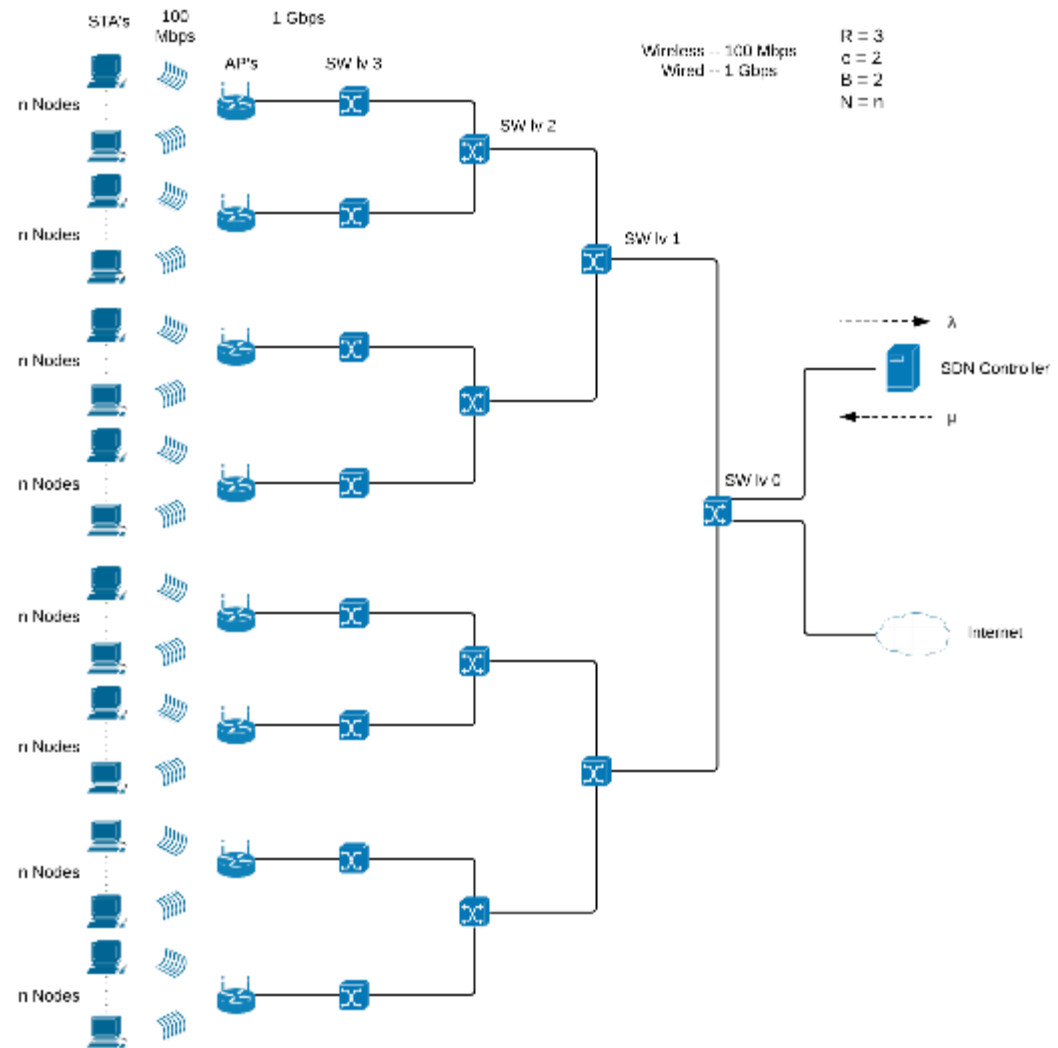 STA's
100
Mbps
1 Gbps
AP's
SW lv 3
Wireless -- 100 Mbps
Wired -- 1 Gbps
R = 3
c = 2
B = 2
N = n
n Nodes
SW lv 2
n Nodes
SW lv 1
λ
n Nodes
SDN Controller
μ
n Nodes
SW lv 0
n Nodes
Internet
n Nodes
n Nodes
n Nodes